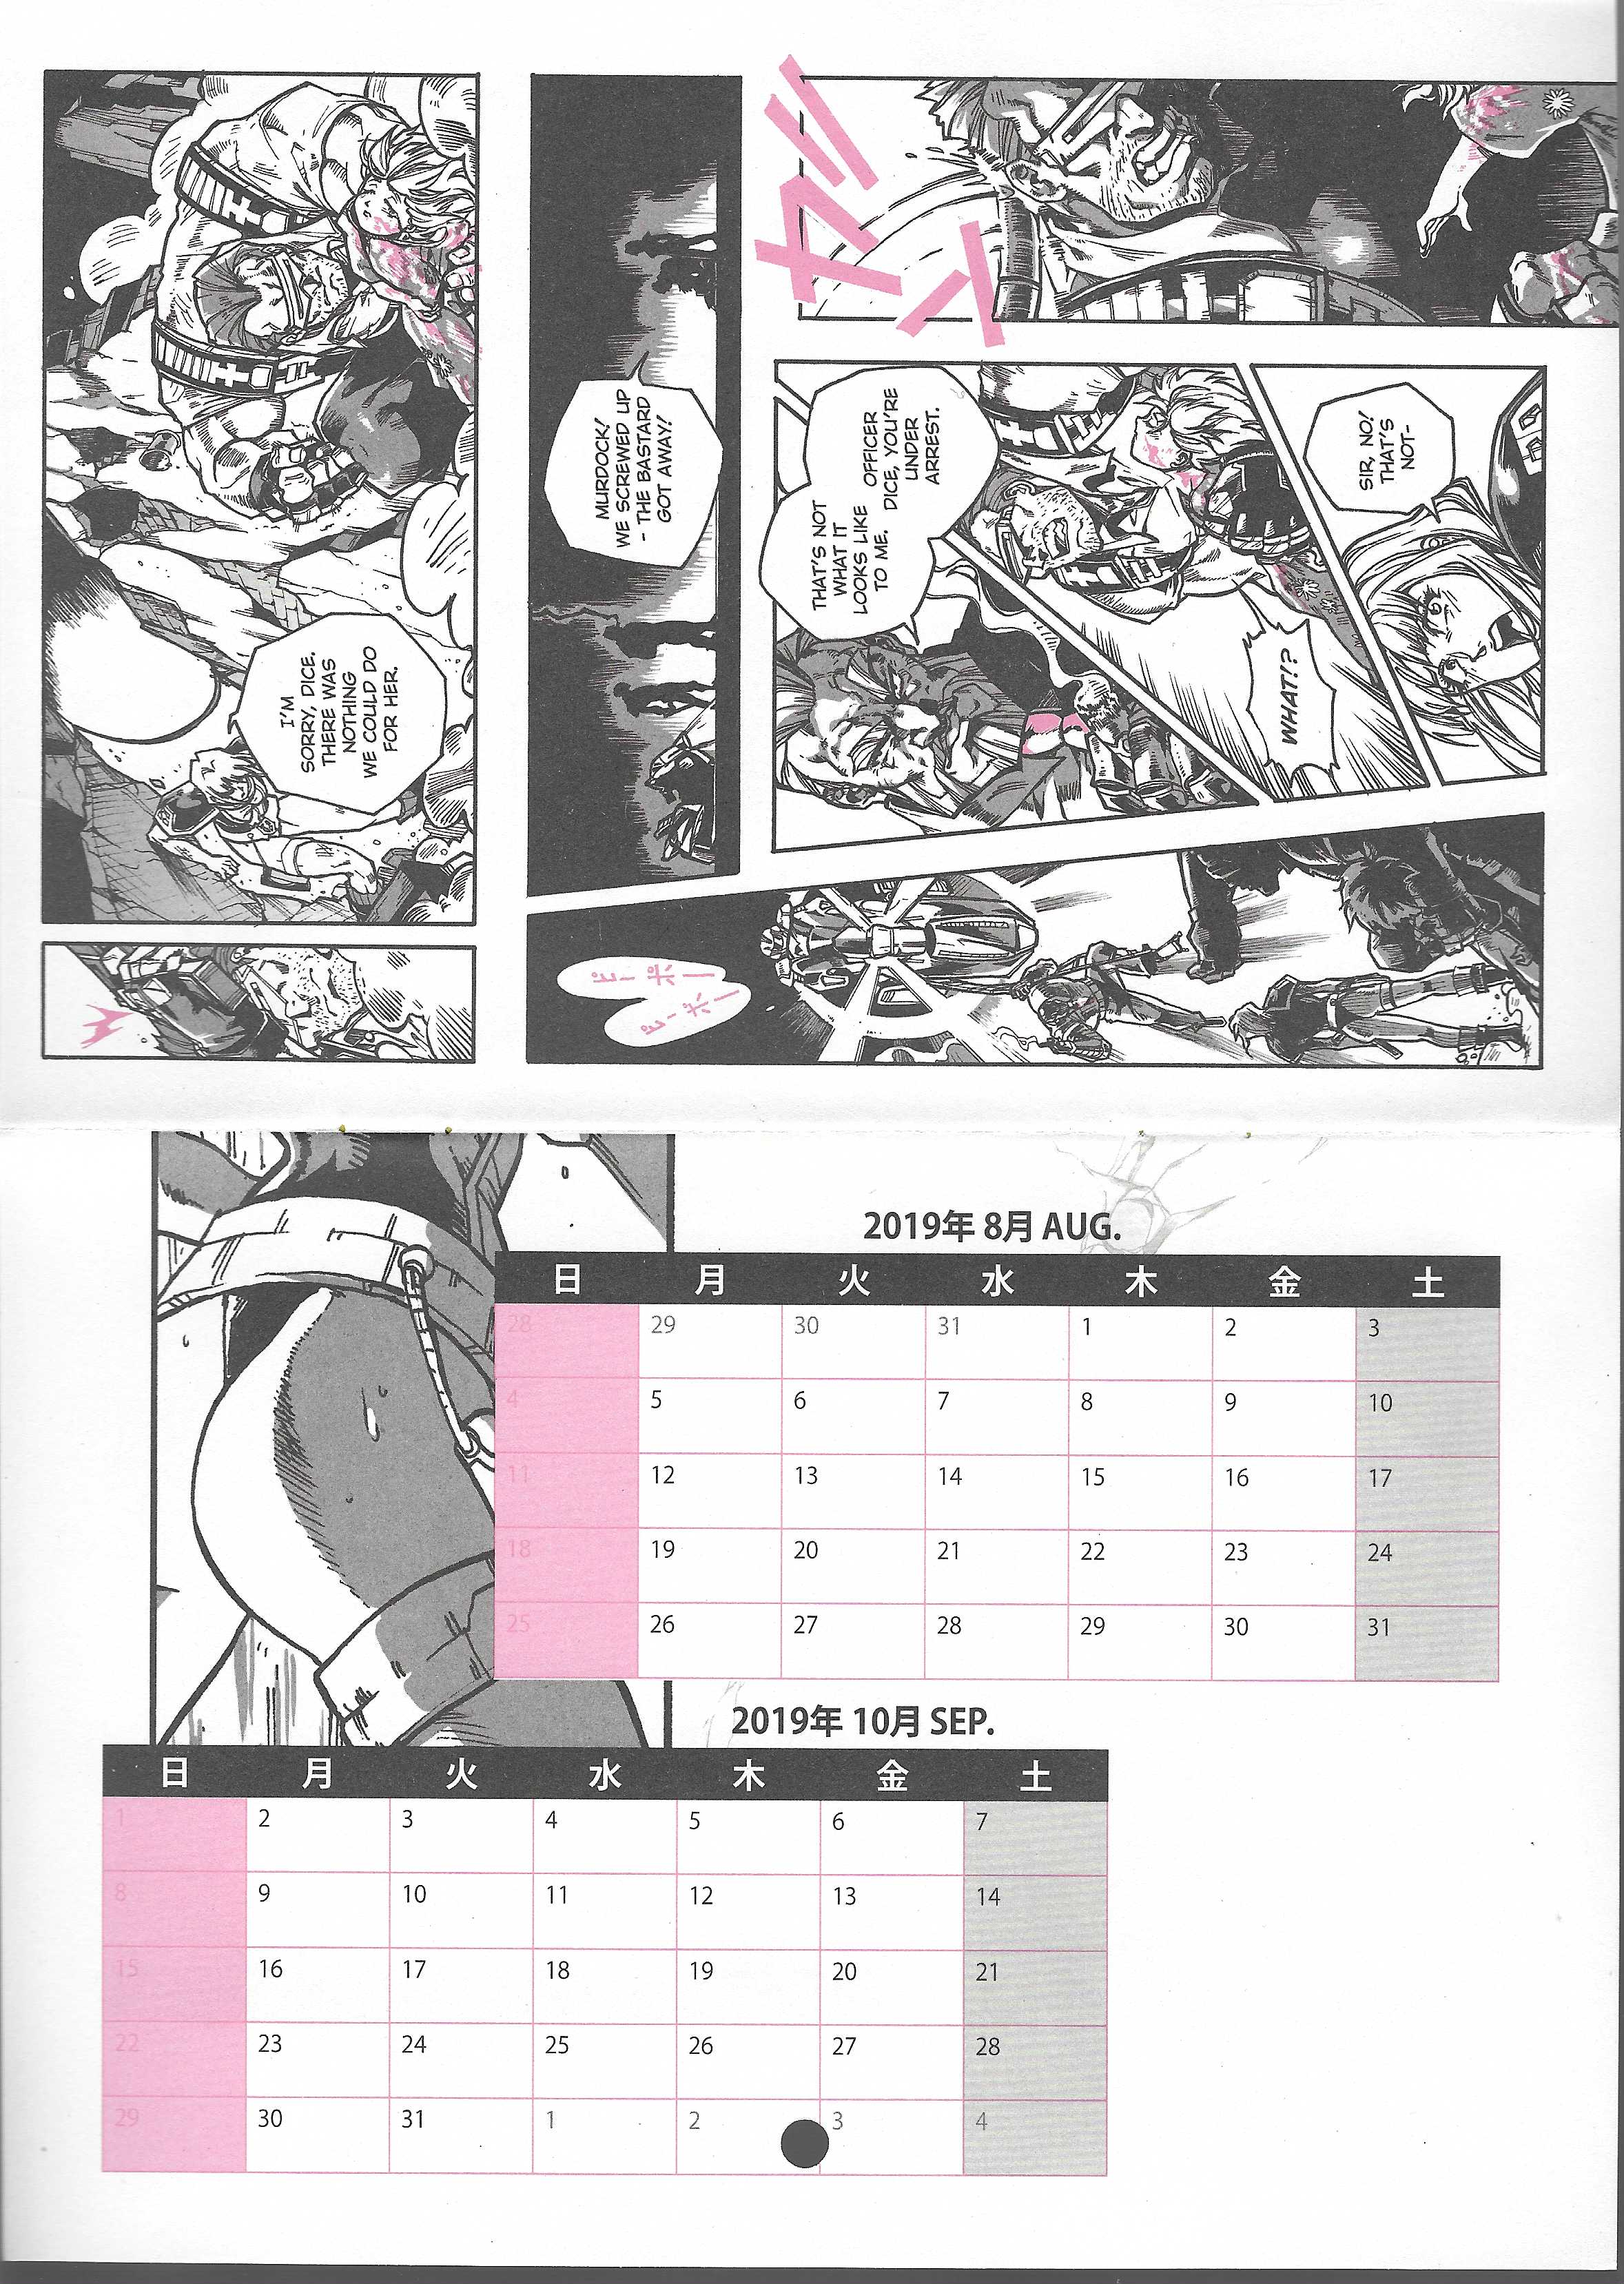 2019年 8月 AUG.
日 月 火 水 木 金 土
28 29 30 31 1 2 3
4 5 6 7 8 9 10
11 12 13 14 15 16 17
18 19 20 21 22 23 24
25 26 27 28 29 30 31
2019年 10月 SEP.
日 月 火 水 木 金 土
1 2 3 4 5 6 7
8 9 10 11 12 13 14
15 16 17 18 19 20 21
22 23 24 25 26 27 28
29 30 31 1 2 3 4
I'M
SORRY, DICE.
THERE WAS
NOTHING
WE COULD DO
FOR HER.
ピーポー
ピーポー
MURDOCK!
WE SCREWED UP
- THE BASTARD
GOT AWAY!
THAT'S NOT
WHAT IT
LOOKS LIKE
TO ME.
OFFICER
DICE, YOU'RE
UNDER
ARREST.
WHAT!?
SIR, NO!
THAT'S
NOT-
ガン